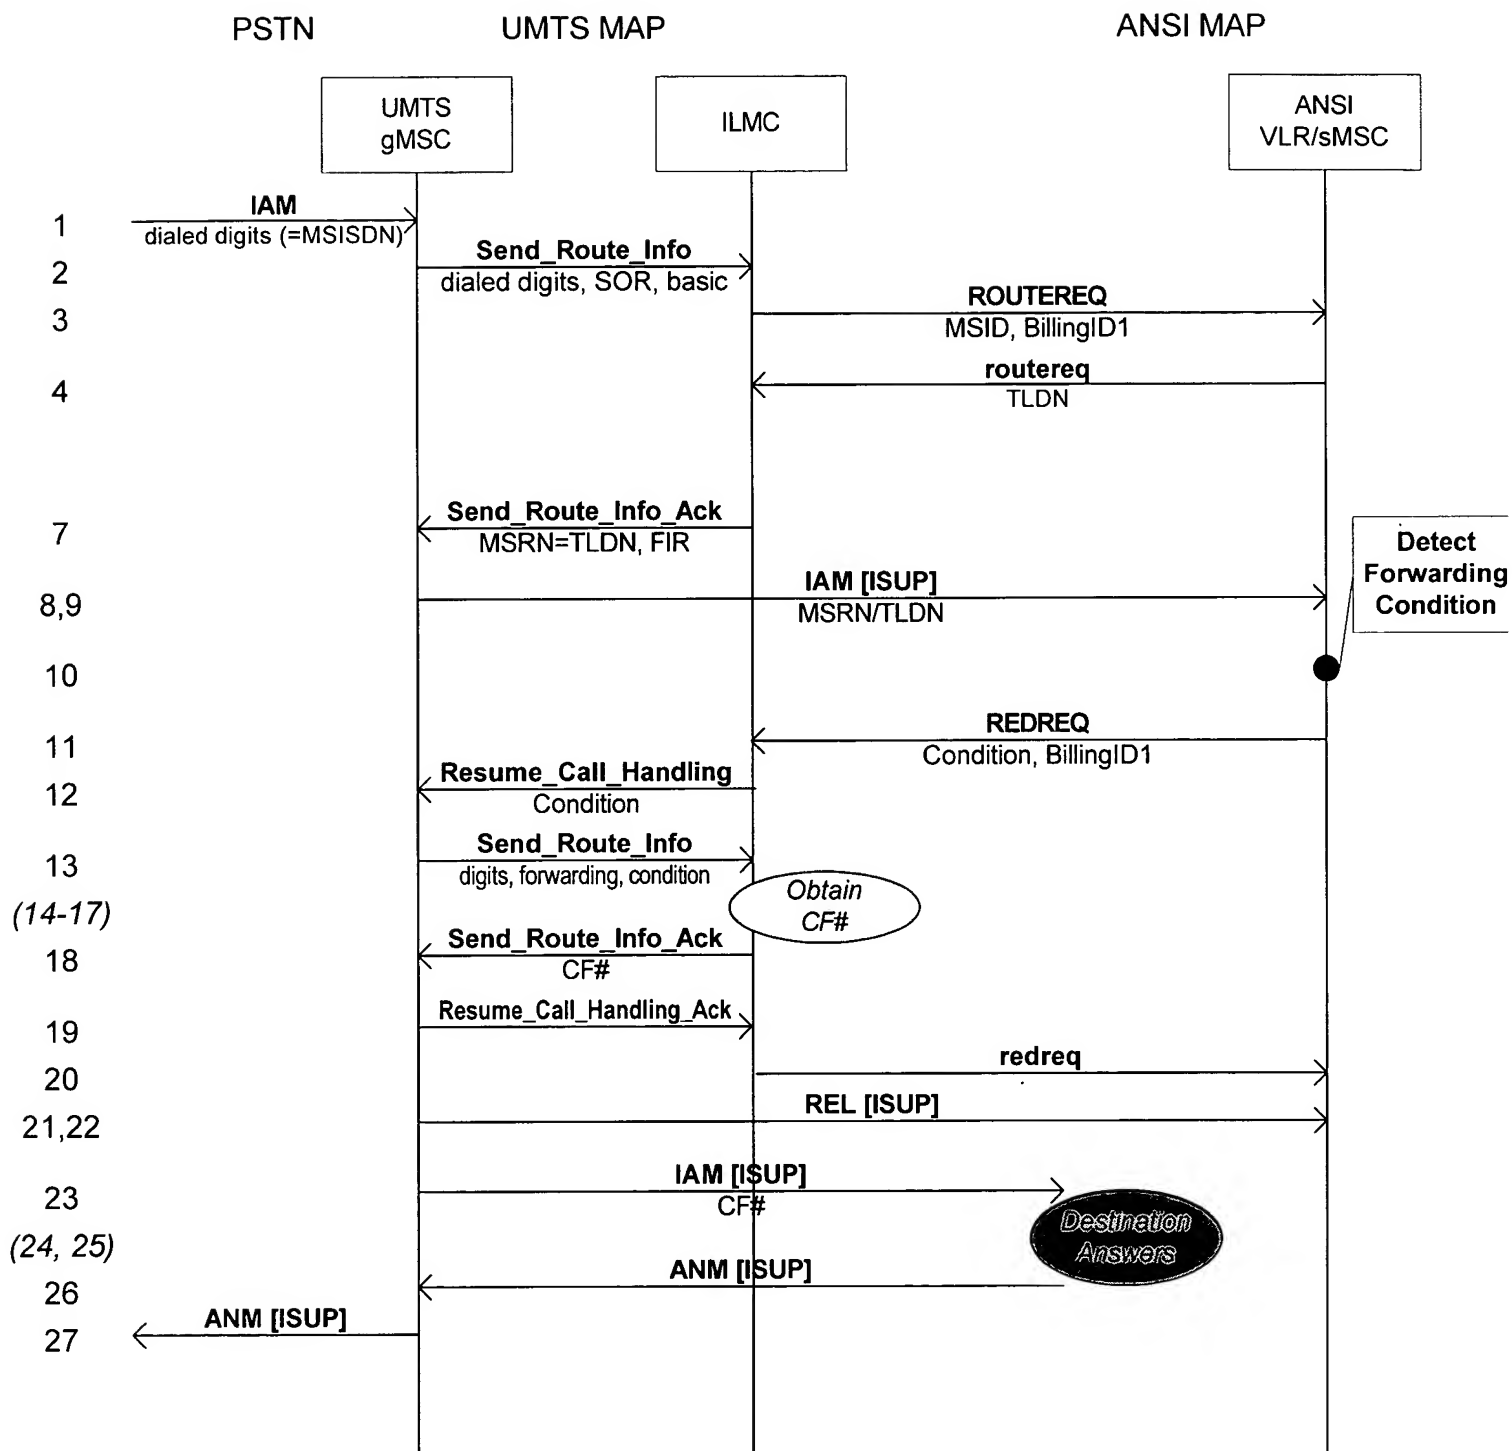 PSTN UMTS MAP ANSI MAP
UMTS
gMSC
ILMC
ANSI
VLR/sMSC
1 IAM
dialed digits (=MSISDN)
2 Send_Route_Info
dialed digits, SOR, basic
3 ROUTEREQ
MSID, BillingID1
4 routereq
TLDN
7 Send_Route_Info_Ack
MSRN=TLDN, FIR
Detect
Forwarding
Condition
8,9 IAM [ISUP]
MSRN/TLDN
10
11 REDREQ
Condition, BillingID1
12 Resume_Call_Handling
Condition
13 Send_Route_Info
digits, forwarding, condition
(14-17) Obtain
CF#
18 Send_Route_Info_Ack
CF#
19 Resume_Call_Handling_Ack
20 redreq
21,22 REL [ISUP]
23 IAM [ISUP]
CF#
(24, 25) Destination
Answers
26 ANM [ISUP]
27 ANM [ISUP]